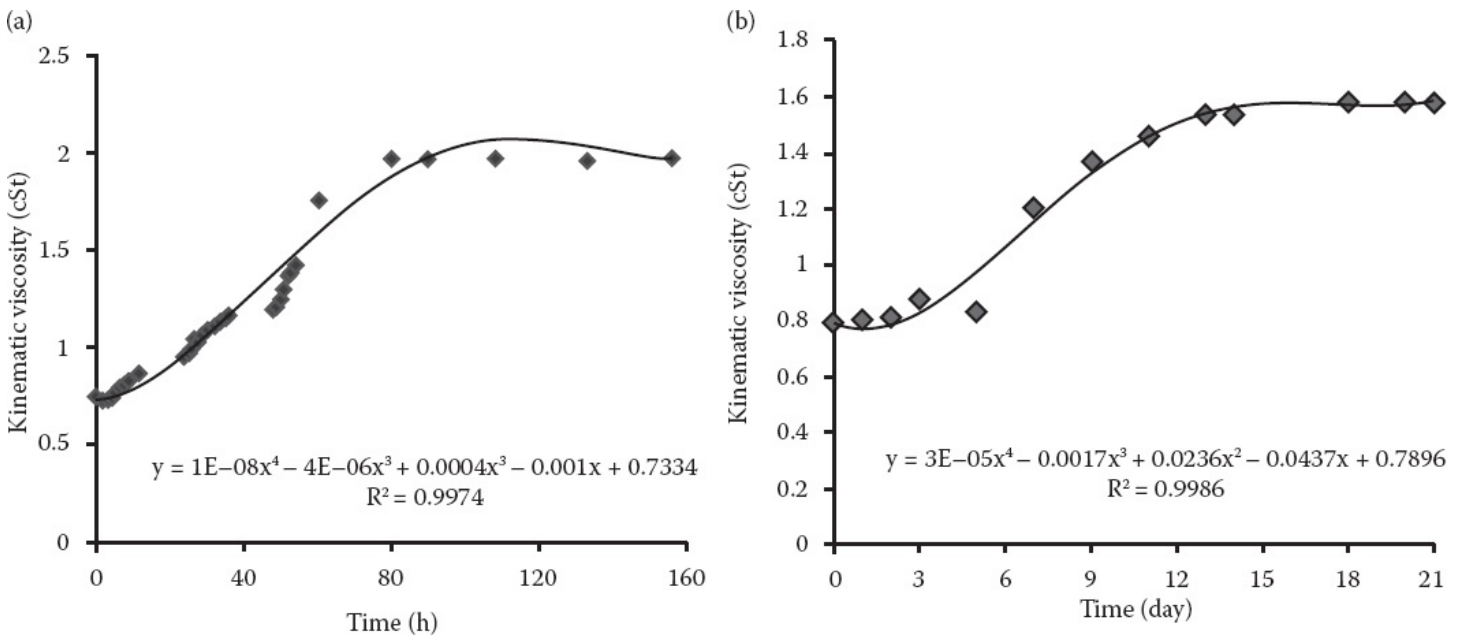 (a)
Kinematic viscosity (cSt)
2.5
2
1.5
1
0.5
0
y = 1E–08x⁴ – 4E–06x³ + 0.0004x³ – 0.001x + 0.7334
R² = 0.9974
0 40 80 120 160
Time (h)
(b)
Kinematic viscosity (cSt)
1.8
1.6
1.4
1.2
1
0.8
0.6
0.4
0.2
0
y = 3E–05x⁴ – 0.0017x³ + 0.0236x² – 0.0437x + 0.7896
R² = 0.9986
0 3 6 9 12 15 18 21
Time (day)